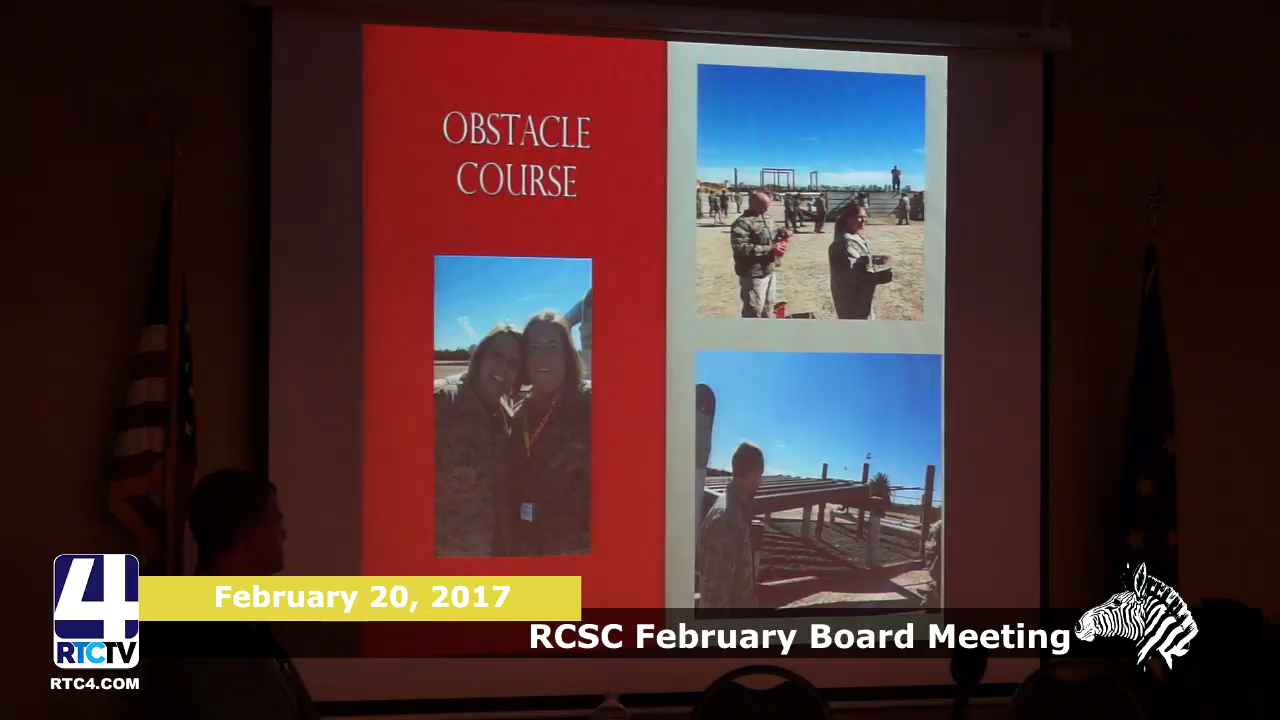 OBSTACLE
COURSE
4
RTCTV
RTC4.COM
February 20, 2017
RCSC February Board Meeting